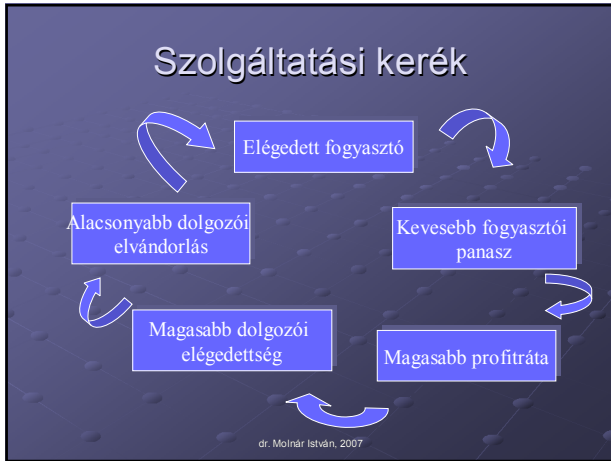 Szolgáltatási kerék
Elégedett fogyasztó
Kevesebb fogyasztói
panasz
Magasabb profitráta
Magasabb dolgozói
elégedettség
Alacsonyabb dolgozói
elvándorlás
dr. Molnár István, 2007